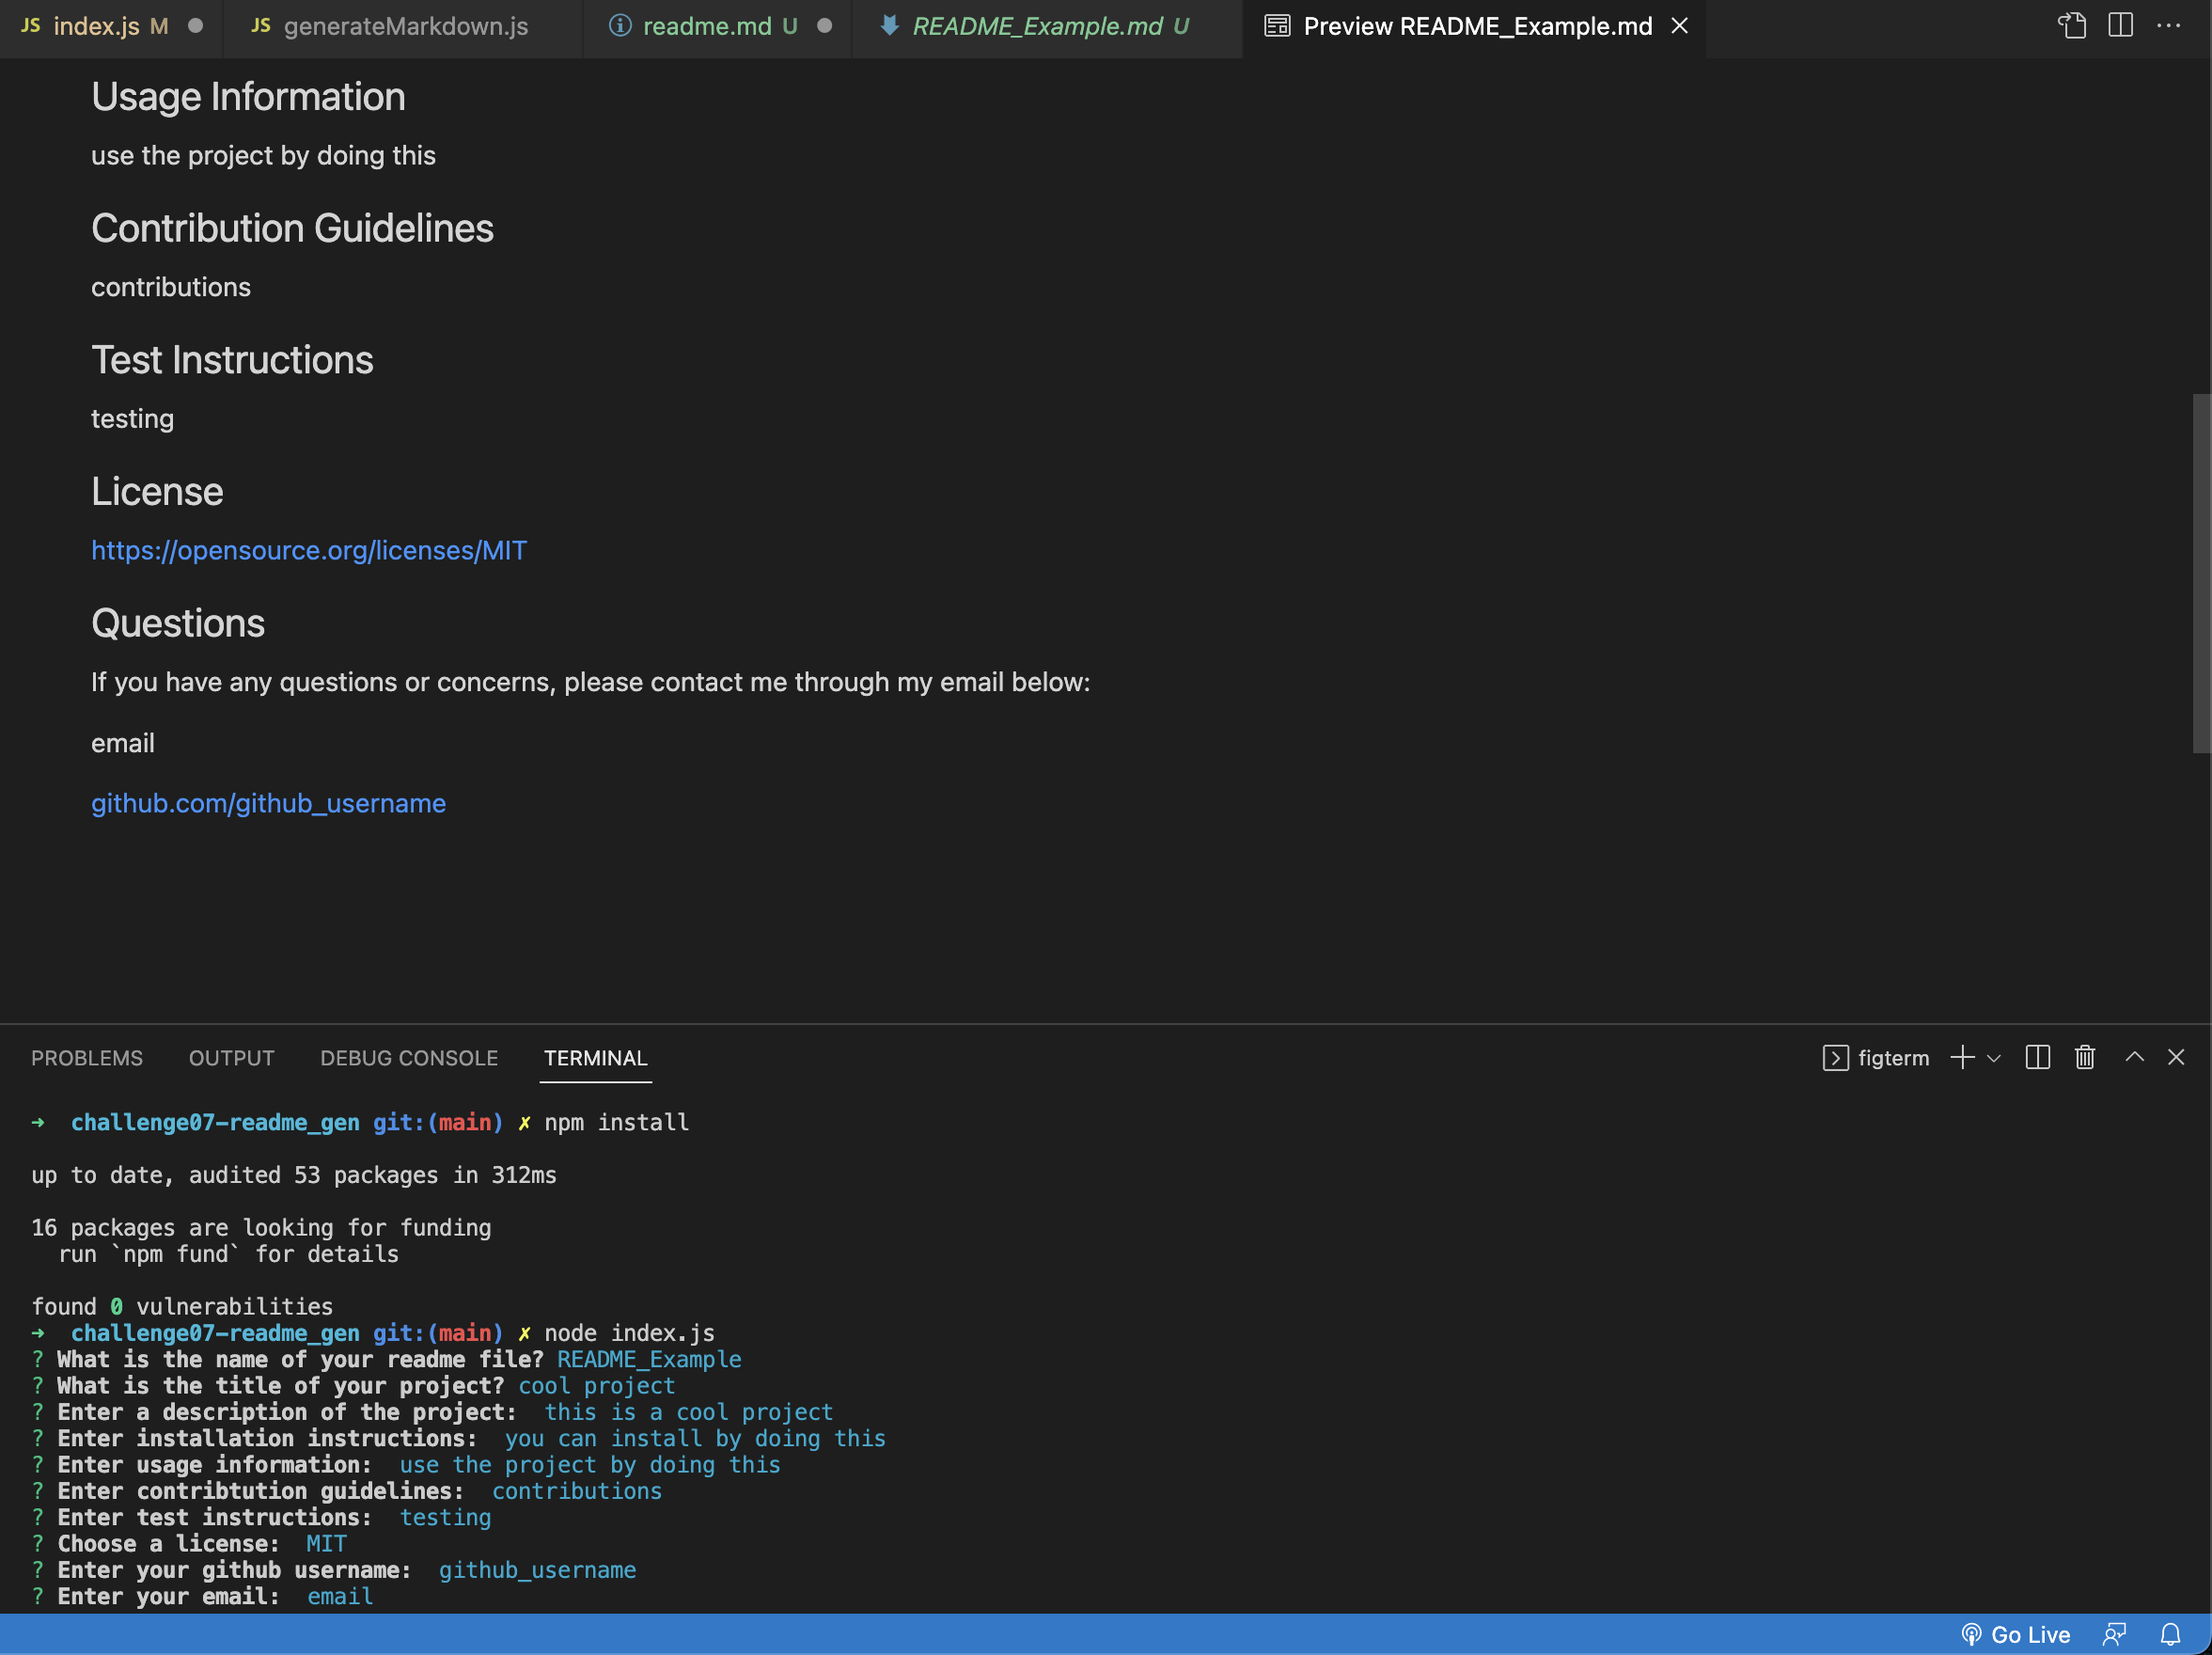 JS index.js M JS generateMarkdown.js readme.md U README_Example.md U Preview README_Example.md
Usage Information
use the project by doing this
Contribution Guidelines
contributions
Test Instructions
testing
License
https://opensource.org/licenses/MIT
Questions
If you have any questions or concerns, please contact me through my email below:
email
github.com/github_username
PROBLEMS OUTPUT DEBUG CONSOLE TERMINAL figterm
➜ challenge07-readme_gen git:(main) ✗ npm install
up to date, audited 53 packages in 312ms
16 packages are looking for funding
run `npm fund` for details
found 0 vulnerabilities
➜ challenge07-readme_gen git:(main) ✗ node index.js
? What is the name of your readme file? README_Example
? What is the title of your project? cool project
? Enter a description of the project: this is a cool project
? Enter installation instructions: you can install by doing this
? Enter usage information: use the project by doing this
? Enter contribtution guidelines: contributions
? Enter test instructions: testing
? Choose a license: MIT
? Enter your github username: github_username
? Enter your email: email
Go Live